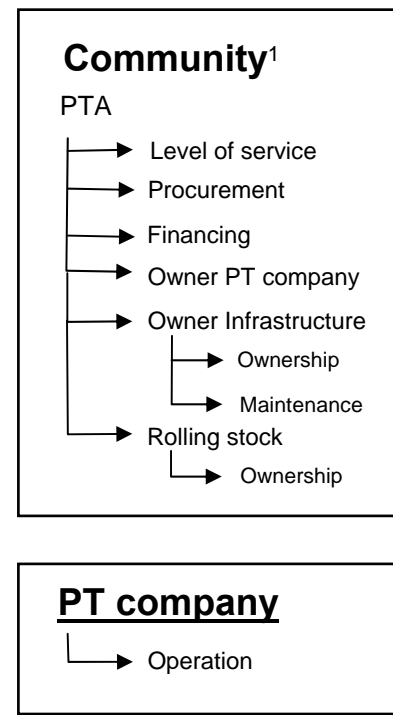 Community¹
PTA
Level of service
Procurement
Financing
Owner PT company
Owner Infrastructure
Ownership
Maintenance
Rolling stock
Ownership
PT company
Operation